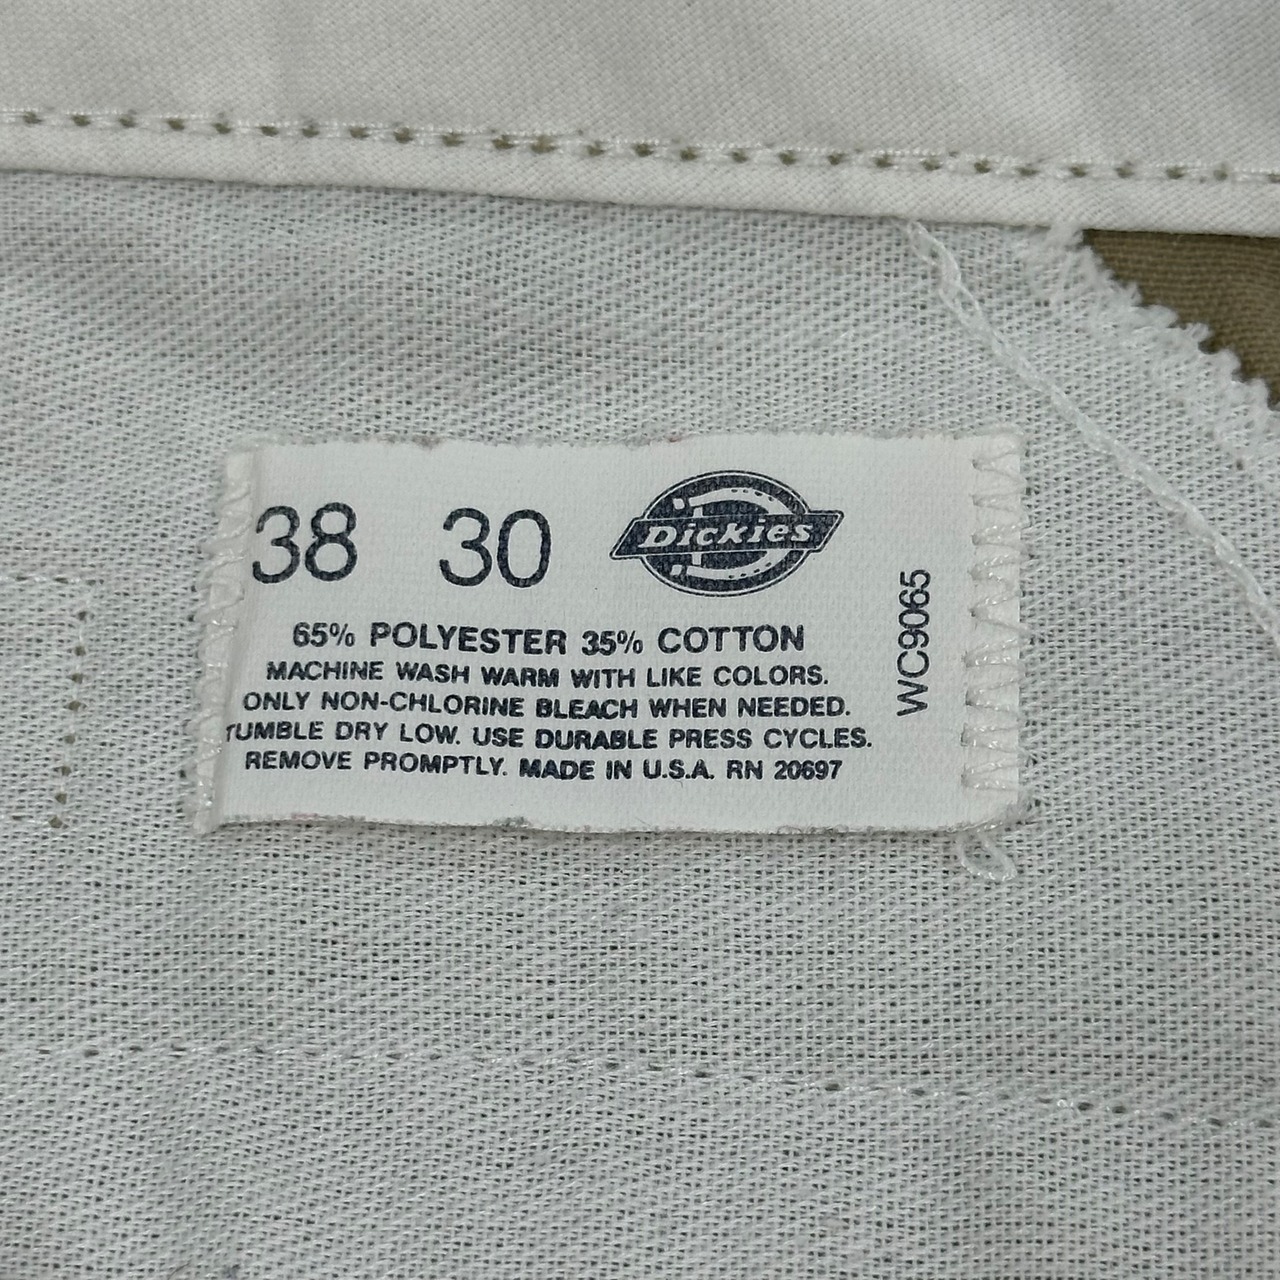 38 30 Dickies
65% POLYESTER 35% COTTON
MACHINE WASH WARM WITH LIKE COLORS.
ONLY NON-CHLORINE BLEACH WHEN NEEDED.
TUMBLE DRY LOW. USE DURABLE PRESS CYCLES.
REMOVE PROMPTLY. MADE IN U.S.A. RN 20697
WC9065